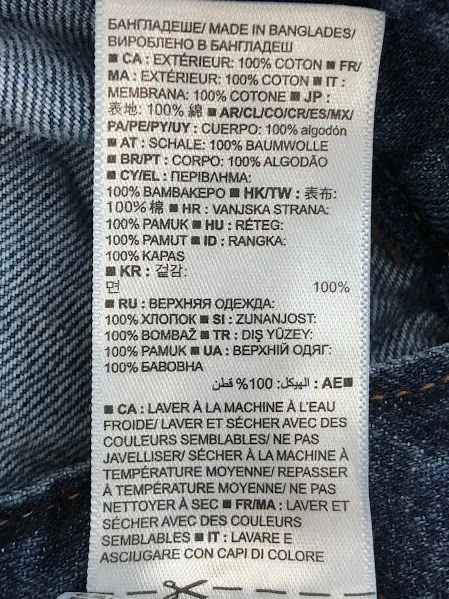 БАНГЛАДЕШЕ/ MADE IN BANGLADES/
ВИРОБЛЕНО В БАНГЛАДЕШ
■ CA : EXTÉRIEUR: 100% COTON ■ FR/
MA : EXTÉRIEUR: 100% COTON ■ IT :
MEMBRANA: 100% COTONE ■ JP :
表地: 100% 綿 ■ AR/CL/CO/CR/ES/MX/
PA/PE/PY/UY : CUERPO: 100% algodón
■ AT : SCHALE: 100% BAUMWOLLE
■ BR/PT : CORPO: 100% ALGODÃO
■ CY/EL : ΠΕΡΙΒΛΗΜΑ:
100% ΒΑΜΒΑΚΕΡΟ ■ HK/TW : 表布:
100% 棉 ■ HR : VANJSKA STRANA:
100% PAMUK ■ HU : RÉTEG:
100% PAMUT ■ ID : RANGKA:
100% KAPAS
■ KR : 겉감:
면 100%
■ RU : ВЕРХНЯЯ ОДЕЖДА:
100% ХЛОПОК ■ SI : ZUNANJOST:
100% BOMBAŽ ■ TR : DIŞ YÜZEY:
100% PAMUK ■ UA : ВЕРХНІЙ ОДЯГ:
100% БАВОВНА
■AE : الهيكل: 100% قطن
■ CA : LAVER À LA MACHINE À L'EAU
FROIDE/ LAVER ET SÉCHER AVEC DES
COULEURS SEMBLABLES/ NE PAS
JAVELLISER/ SÉCHER À LA MACHINE À
TEMPÉRATURE MOYENNE/ REPASSER
À TEMPÉRATURE MOYENNE/ NE PAS
NETTOYER À SEC ■ FR/MA : LAVER ET
SÉCHER AVEC DES COULEURS
SEMBLABLES ■ IT : LAVARE E
ASCIUGARE CON CAPI DI COLORE